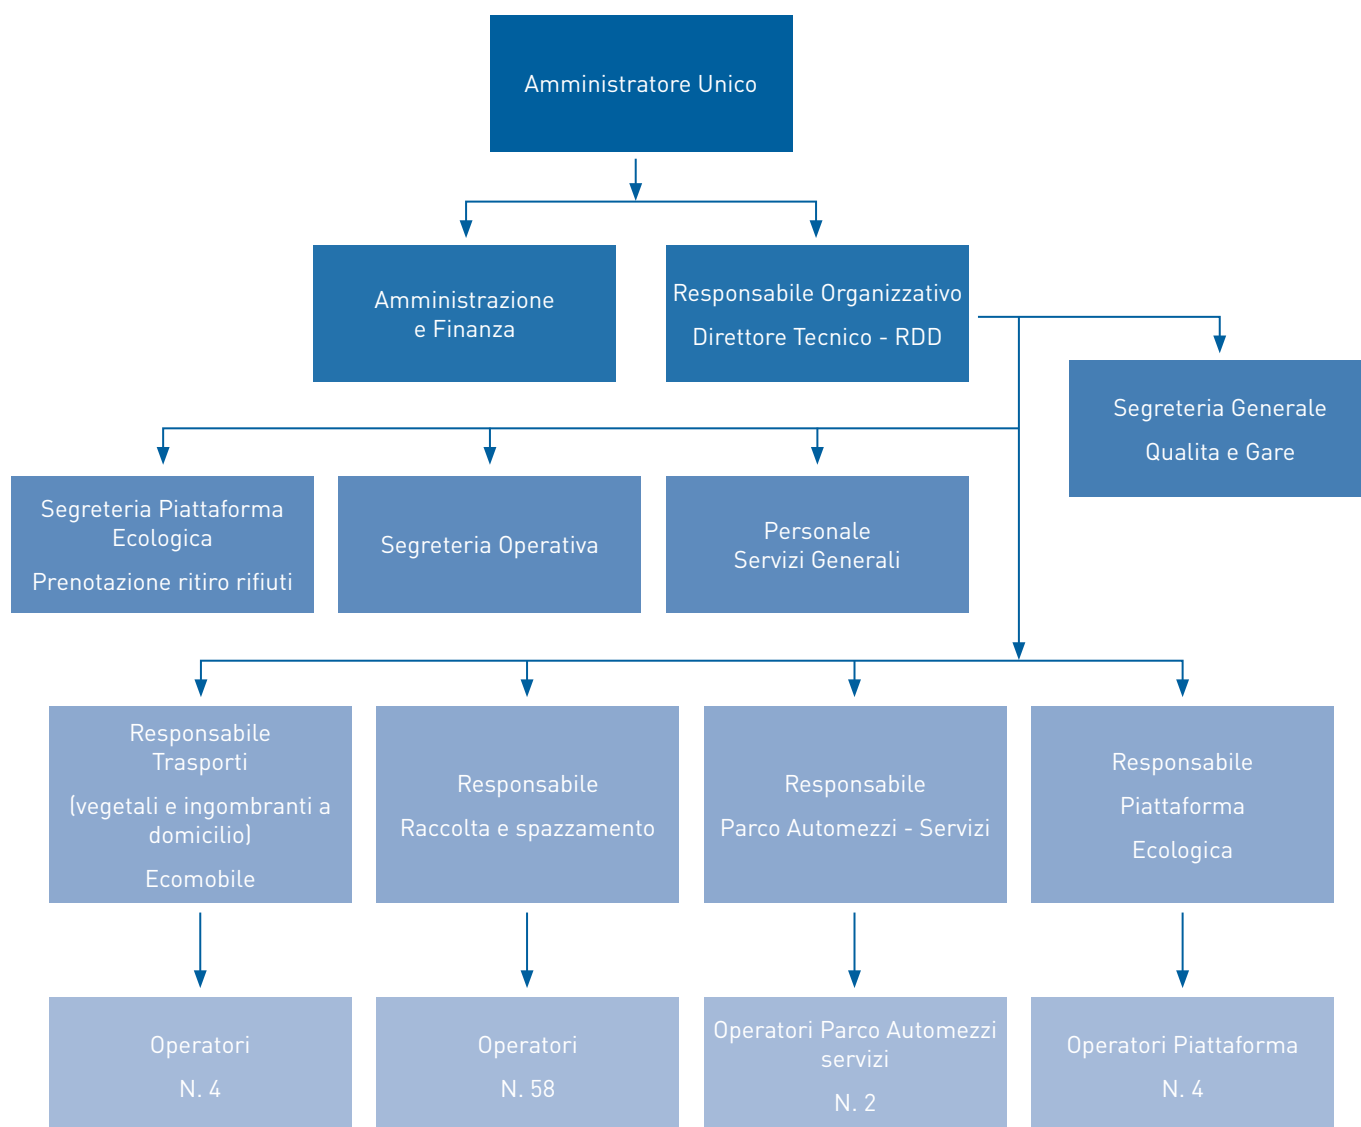 Amministratore Unico
Amministrazione
e Finanza
Responsabile Organizzativo
Direttore Tecnico - RDD
Segreteria Generale
Qualita e Gare
Segreteria Piattaforma
Ecologica
Prenotazione ritiro rifiuti
Segreteria Operativa
Personale
Servizi Generali
Responsabile
Trasporti
(vegetali e ingombranti a
domicilio)
Ecomobile
Responsabile
Raccolta e spazzamento
Responsabile
Parco Automezzi - Servizi
Responsabile
Piattaforma
Ecologica
Operatori
N. 4
Operatori
N. 58
Operatori Parco Automezzi
servizi
N. 2
Operatori Piattaforma
N. 4